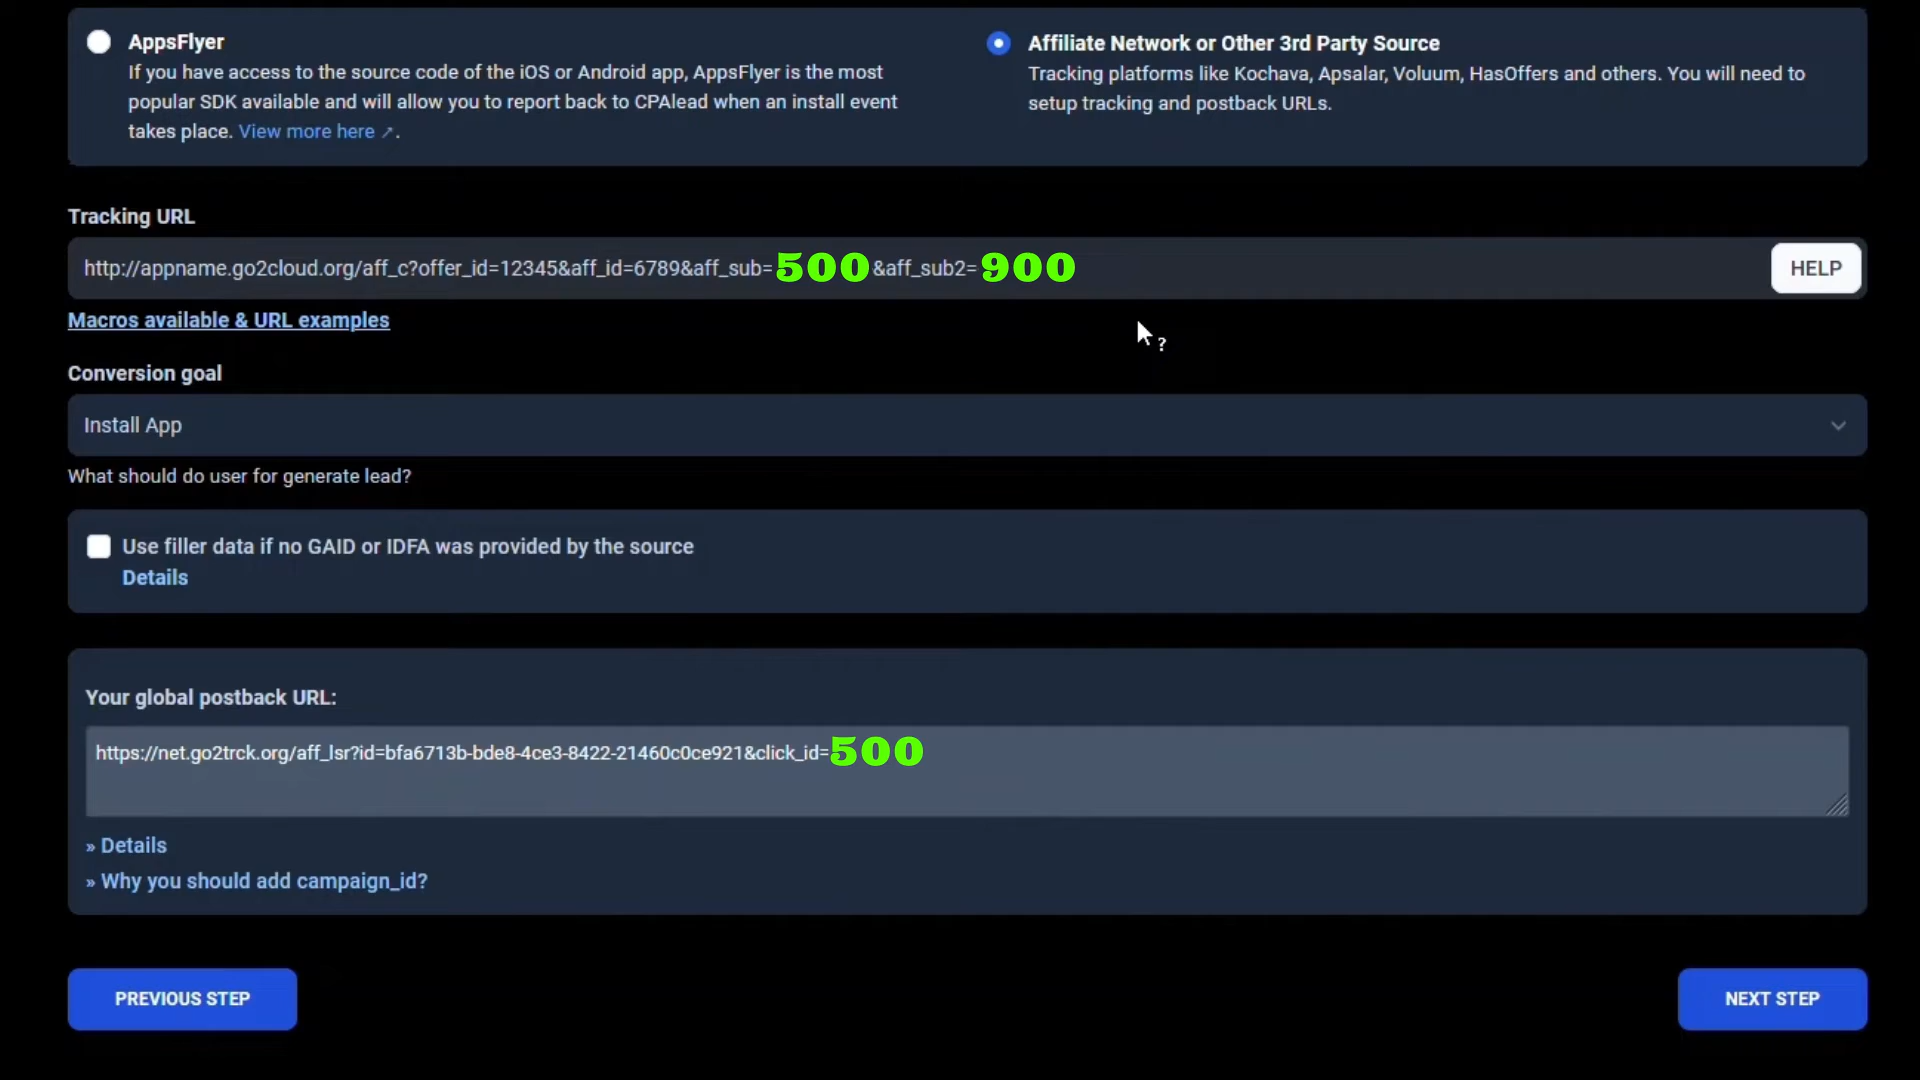 AppsFlyer
If you have access to the source code of the iOS or Android app, AppsFlyer is the most
popular SDK available and will allow you to report back to CPAlead when an install event
takes place. View more here ↗.
Affiliate Network or Other 3rd Party Source
Tracking platforms like Kochava, Apsalar, Voluum, HasOffers and others. You will need to
setup tracking and postback URLs.
Tracking URL
http://appname.go2cloud.org/aff_c?offer_id=12345&aff_id=6789&aff_sub=500&aff_sub2=900
HELP
Macros available & URL examples
Conversion goal
Install App
What should do user for generate lead?
Use filler data if no GAID or IDFA was provided by the source
Details
Your global postback URL:
https://net.go2trck.org/aff_lsr?id=bfa6713b-bde8-4ce3-8422-21460c0ce921&click_id=500
» Details
» Why you should add campaign_id?
PREVIOUS STEP
NEXT STEP